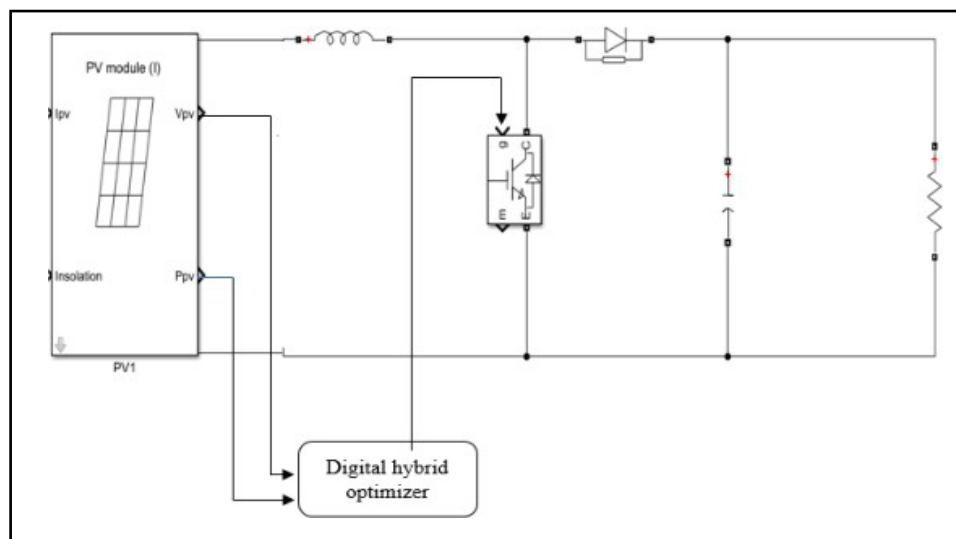 PV module (I)
Ipv
Vpv
Insolation
Ppv
PV1
g
C
m
E
Digital hybrid
optimizer